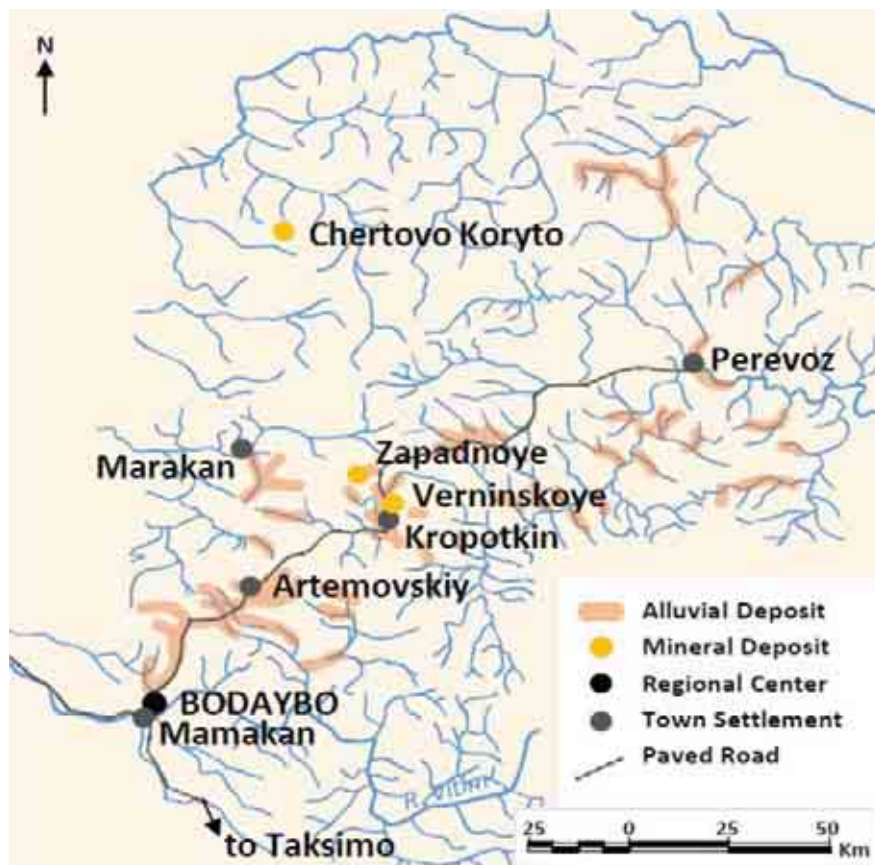 N
Chertovo Koryto
Perevoz
Marakan
Zapadnoye
Verninskoye
Kropotkin
Artemovskiy
BODAYBO
Mamakan
to Taksimo
Alluvial Deposit
Mineral Deposit
Regional Center
Town Settlement
Paved Road
25 0 25 50
Km